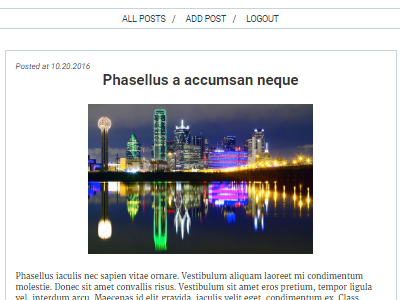 ALL POSTS / ADD POST / LOGOUT
Posted at 10.20.2016
Phasellus a accumsan neque
Phasellus iaculis nec sapien vitae ornare. Vestibulum aliquam laoreet mi condimentum
molestie. Donec sit amet convallis risus. Vestibulum sit amet eros pretium, tempor ligula
vel, interdum arcu. Maecenas id elit gravida, iaculis velit eget, condimentum ex. Class